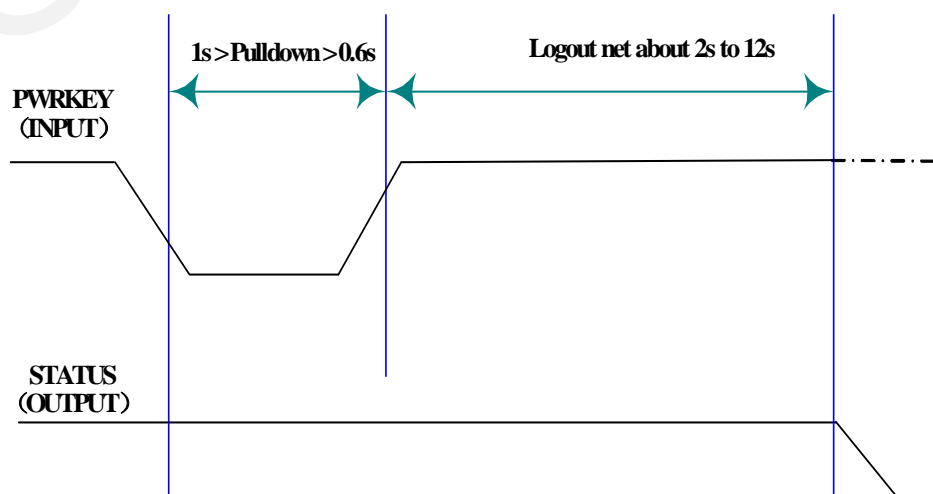 1s>Pulldown>0.6s
Logout net about 2s to 12s
PWRKEY
（INPUT）
STATUS
（OUTPUT）